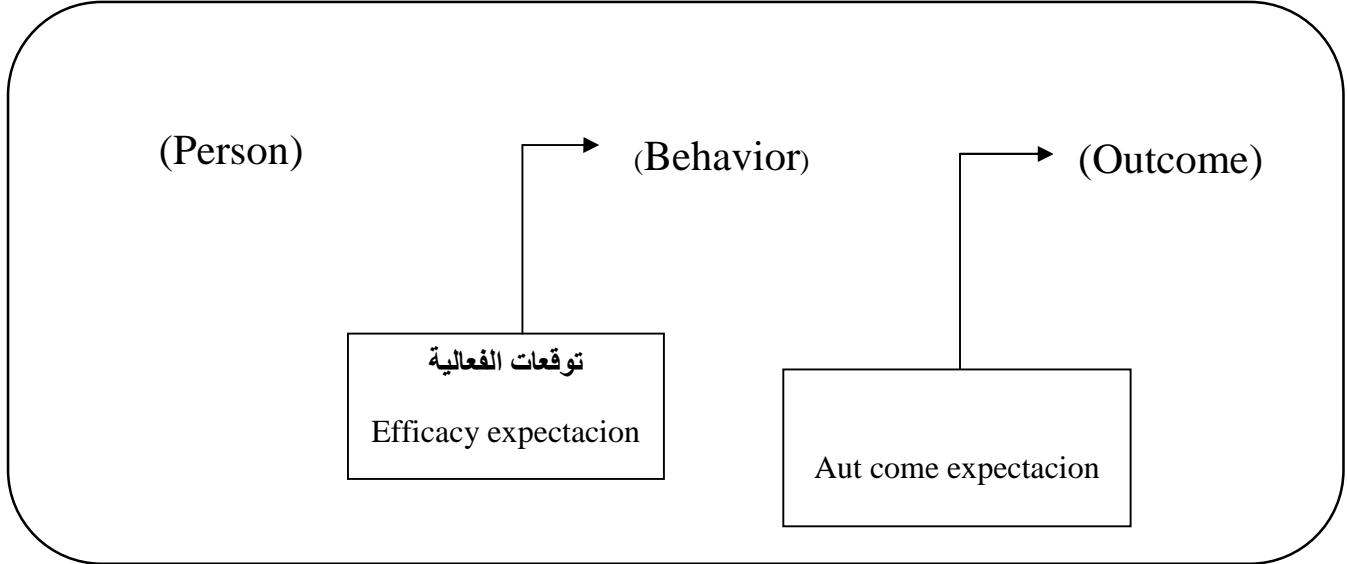 (Person)
(Behavior)
(Outcome)
توقعات الفعالية
Efficacy expectacion
Aut come expectacion